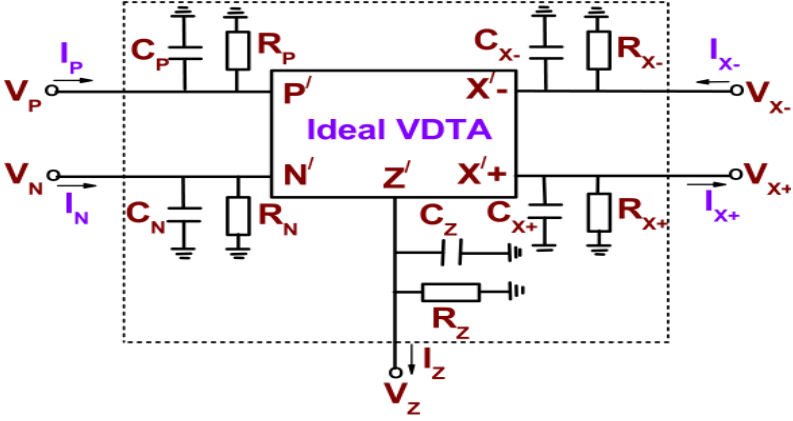 C_P R_P C_X- R_X-
I_P I_X-
V_P P/ X/- V_X-
Ideal VDTA
V_N N/ Z/ X/+ V_X+
I_N C_N R_N C_Z C_X+ R_X+ I_X+
R_Z
I_Z
V_Z